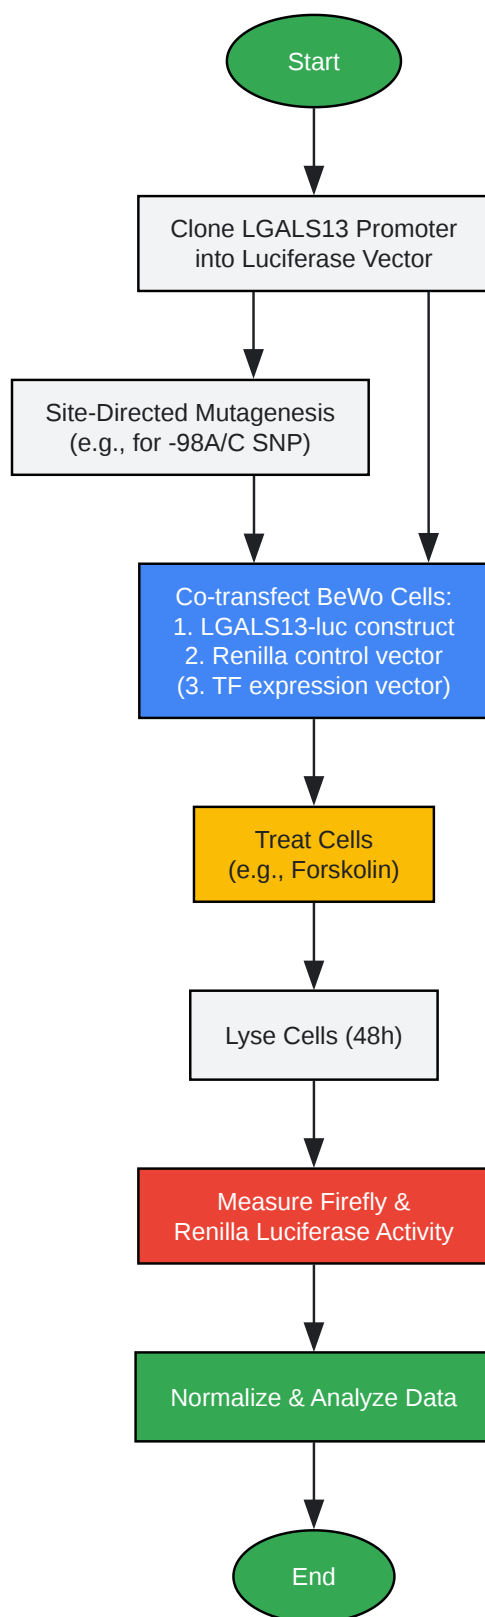 Start
Clone LGALS13 Promoter
into Luciferase Vector
Site-Directed Mutagenesis
(e.g., for -98A/C SNP)
Co-transfect BeWo Cells:
1. LGALS13-luc construct
2. Renilla control vector
(3. TF expression vector)
Treat Cells
(e.g., Forskolin)
Lyse Cells (48h)
Measure Firefly &
Renilla Luciferase Activity
Normalize & Analyze Data
End